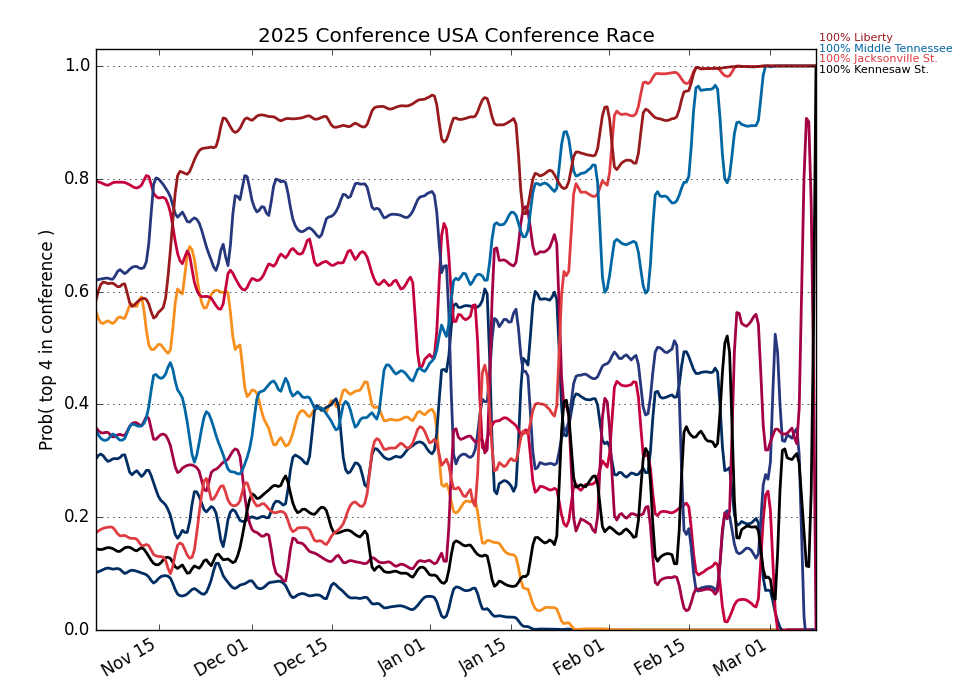 2025 Conference USA Conference Race
100% Liberty
100% Middle Tennessee
100% Jacksonville St.
100% Kennesaw St.
Prob( top 4 in conference )
1.0
0.8
0.6
0.4
0.2
0.0
Nov 15
Dec 01
Dec 15
Jan 01
Jan 15
Feb 01
Feb 15
Mar 01